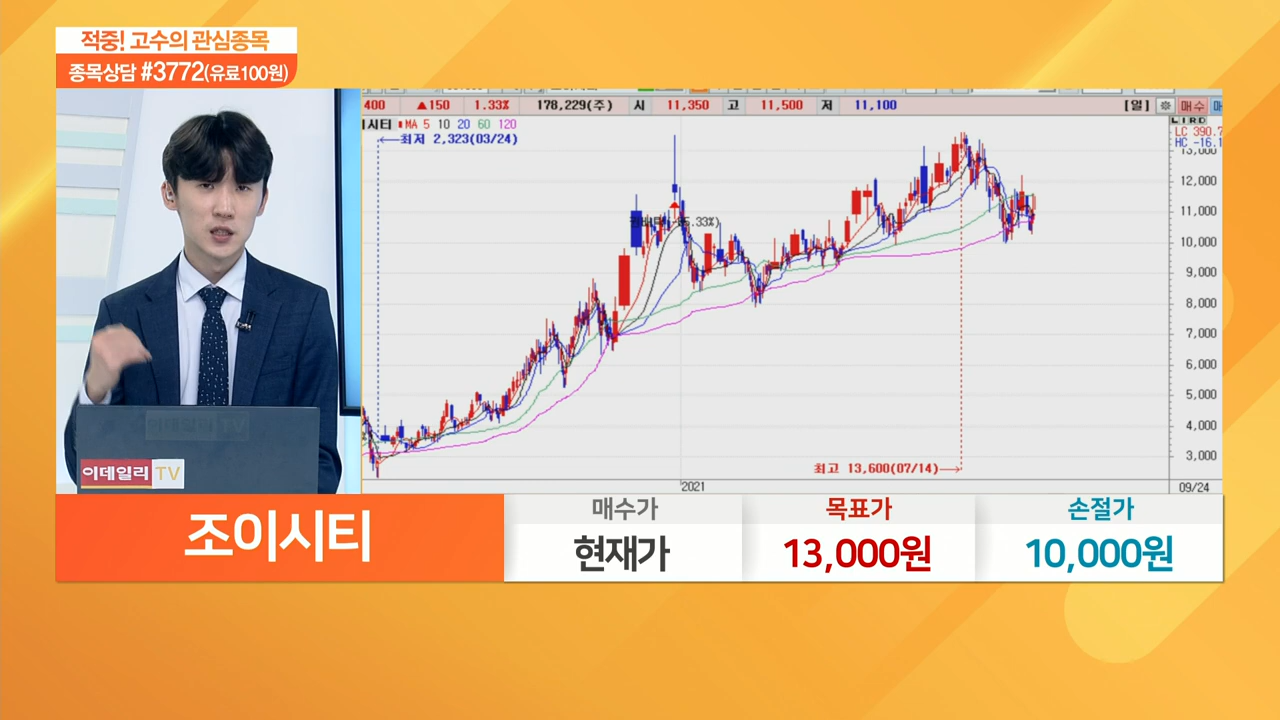 적중! 고수의 관심종목
종목상담 #3772(유료100원)
400 ▲150 1.33% 178,229(주) 시 11,350 고 11,500 저 11,100 [일] 매수
시티 MA 5 10 20 60 120
←최저 2,323(03/24)
LC 390.7
HC -16.1
13,000
12,000
11,000
10,000
9,000
8,000
7,000
6,000
5,000
4,000
3,000
최고 13,600(07/14)→
2021
09/24
이데일리 TV
이데일리TV
조이시티
매수가
현재가
목표가
13,000원
손절가
10,000원